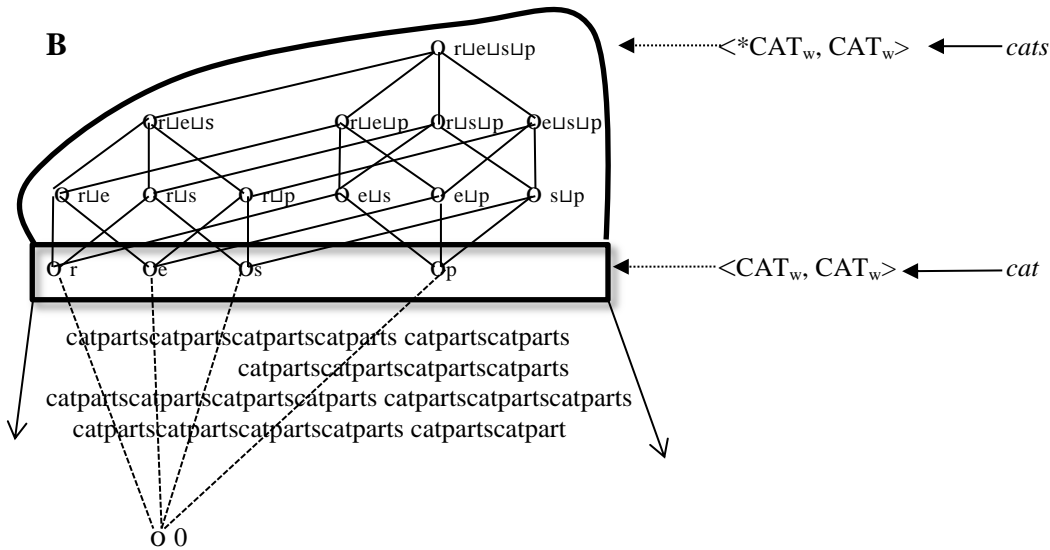 B O r⊔e⊔s⊔p <*CATw, CATw> cats
O r⊔e⊔s O r⊔e⊔p O r⊔s⊔p O e⊔s⊔p
O r⊔e O r⊔s O r⊔p O e⊔s O e⊔p O s⊔p
O r O e O s O p <CATw, CATw> cat
catpartscatpartscatpartscatparts catpartscatparts
catpartscatpartscatpartscatparts
catpartscatpartscatpartscatparts catpartscatpartscatparts
catpartscatpartscatpartscatparts catpartscatpart
O 0